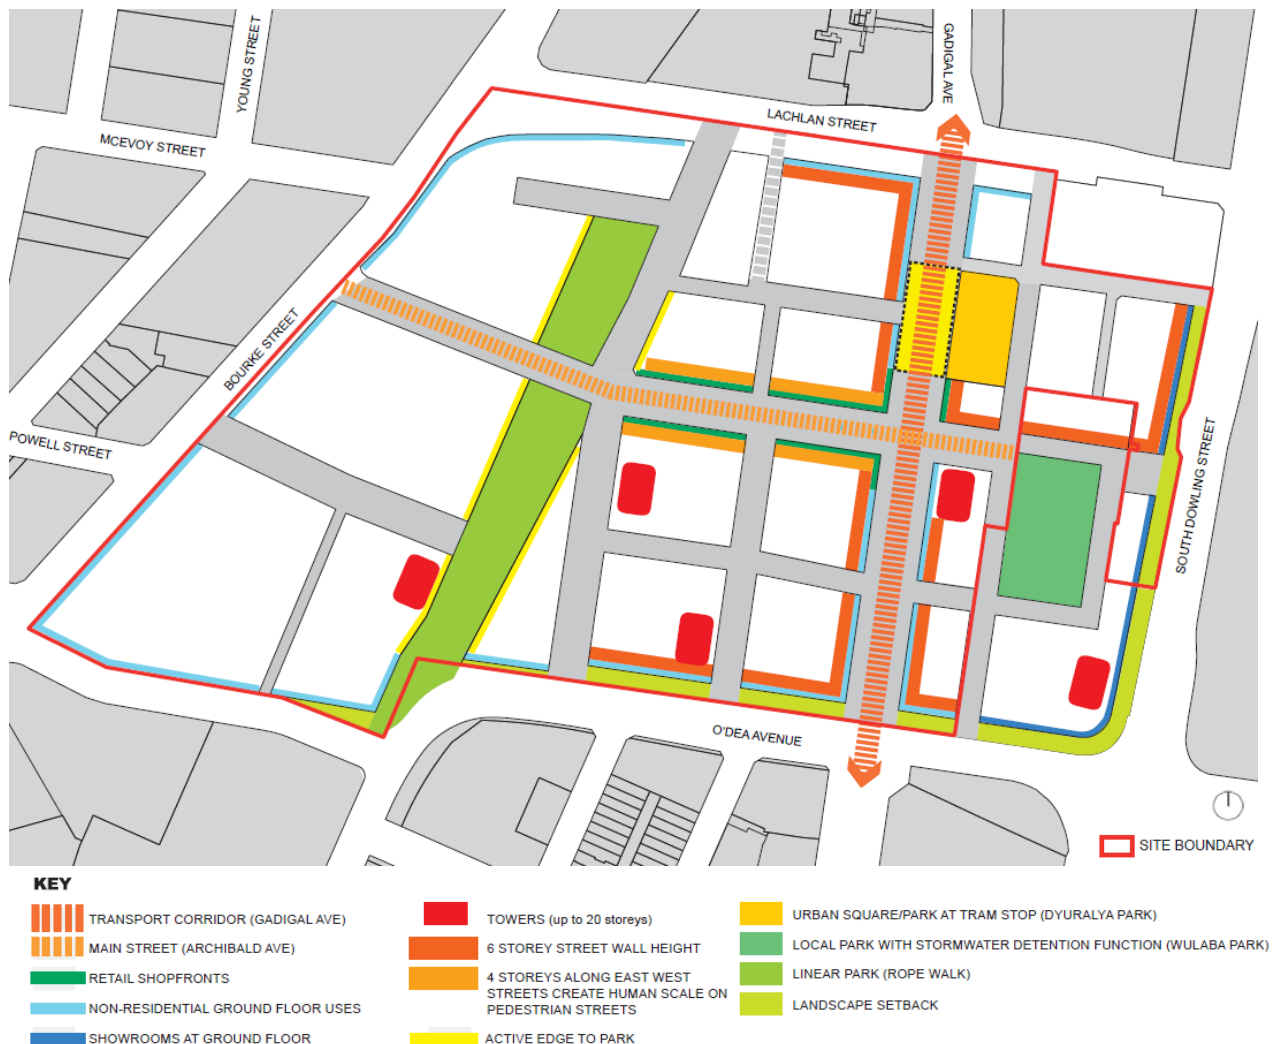 YOUNG STREET
GADIGAL AVE
LACHLAN STREET
MCEVOY STREET
BOURKE STREET
POWELL STREET
SOUTH DOWLING STREET
O'DEA AVENUE
SITE BOUNDARY
KEY
TRANSPORT CORRIDOR (GADIGAL AVE)
MAIN STREET (ARCHIBALD AVE)
RETAIL SHOPFRONTS
NON-RESIDENTIAL GROUND FLOOR USES
SHOWROOMS AT GROUND FLOOR
TOWERS (up to 20 storeys)
6 STOREY STREET WALL HEIGHT
4 STOREYS ALONG EAST WEST
STREETS CREATE HUMAN SCALE ON
PEDESTRIAN STREETS
ACTIVE EDGE TO PARK
URBAN SQUARE/PARK AT TRAM STOP (DYURALYA PARK)
LOCAL PARK WITH STORMWATER DETENTION FUNCTION (WULABA PARK)
LINEAR PARK (ROPE WALK)
LANDSCAPE SETBACK